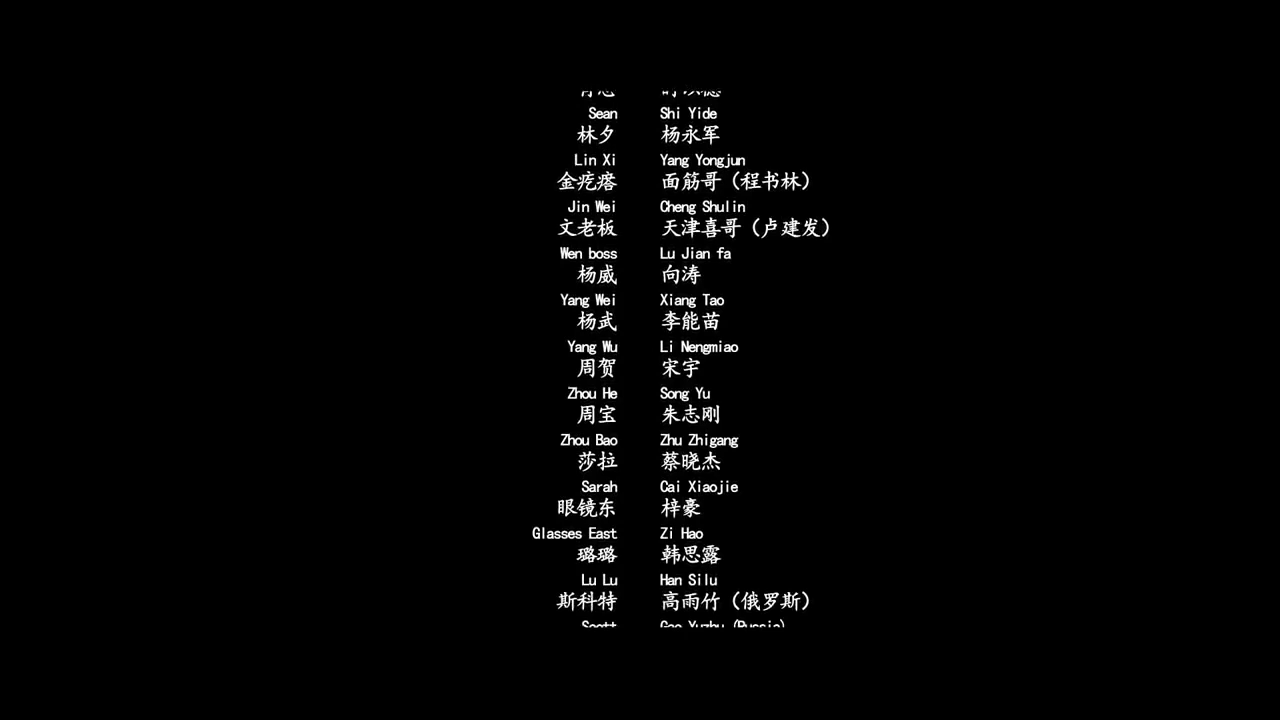 Sean Shi Yide
林夕 杨永军
Lin Xi Yang Yongjun
金疙瘩 面筋哥（程书林）
Jin Wei Cheng Shulin
文老板 天津喜哥（卢建发）
Wen boss Lu Jian fa
杨威 向涛
Yang Wei Xiang Tao
杨武 李能苗
Yang Wu Li Nengmiao
周贺 宋宇
Zhou He Song Yu
周宝 朱志刚
Zhou Bao Zhu Zhigang
莎拉 蔡晓杰
Sarah Cai Xiaojie
眼镜东 梓豪
Glasses East Zi Hao
璐璐 韩思露
Lu Lu Han Silu
斯科特 高雨竹（俄罗斯）
Scott Gao Yuzhu (Russia)